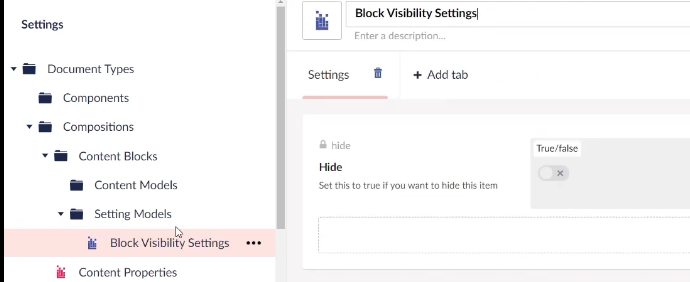 Settings
Document Types
Components
Compositions
Content Blocks
Content Models
Setting Models
Block Visibility Settings
Content Properties
Block Visibility Settings
Enter a description...
Settings
+ Add tab
hide
Hide
Set this to true if you want to hide this item
True/false